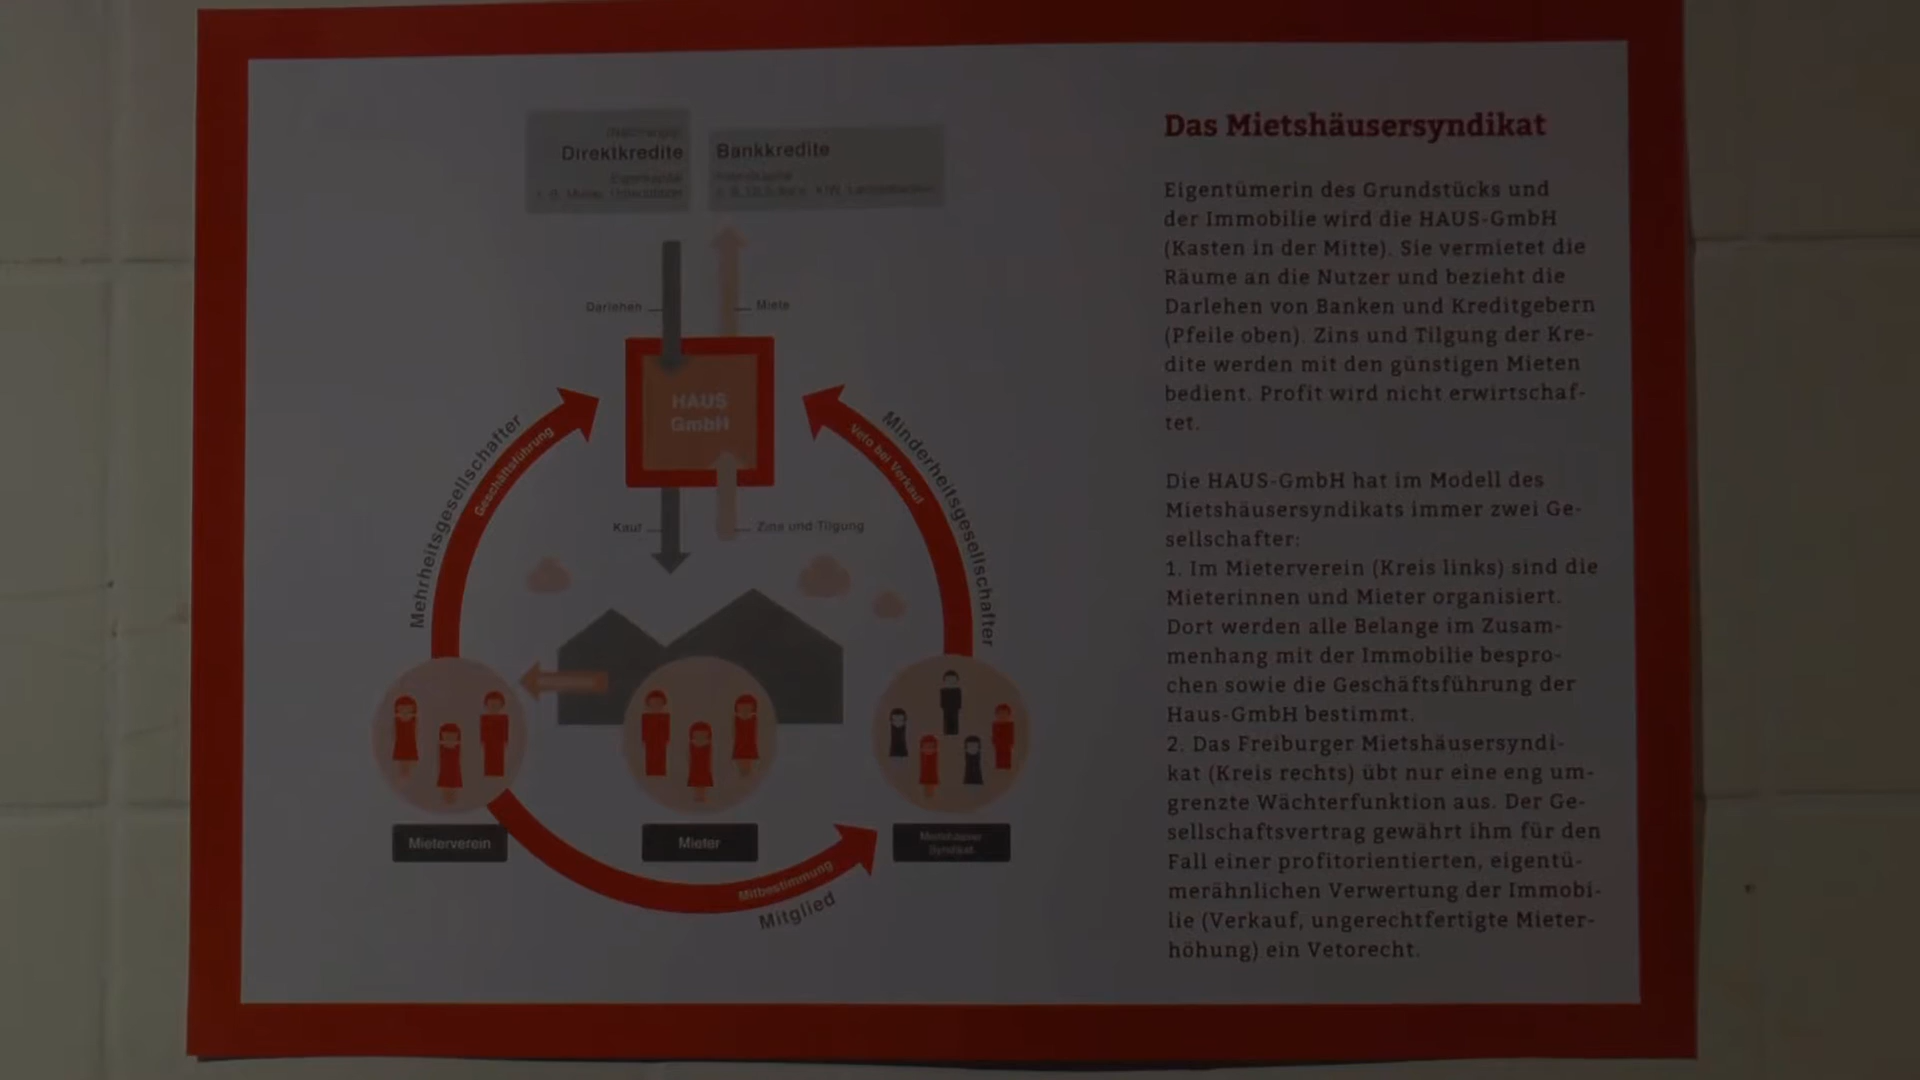 Direktkredite
Bankkredite
Darlehen
Miete
HAUS
GmbH
Mehrheitsgesellschafter
Geschäftsführung
Minderheitsgesellschafter
Veto bei Verkauf
Kauf
Zins und Tilgung
Mieterverein
Mieter
Syndikat
Mitbestimmung
Mitglied
Das Mietshäusersyndikat
Eigentümerin des Grundstücks und
der Immobilie wird die HAUS-GmbH
(Kasten in der Mitte). Sie vermietet die
Räume an die Nutzer und bezieht die
Darlehen von Banken und Kreditgebern
(Pfeile oben). Zins und Tilgung der Kre-
dite werden mit den günstigen Mieten
bedient. Profit wird nicht erwirtschaf-
tet.
Die HAUS-GmbH hat im Modell des
Mietshäusersyndikats immer zwei Ge-
sellschafter:
1. Im Mieterverein (Kreis links) sind die
Mieterinnen und Mieter organisiert.
Dort werden alle Belange im Zusam-
menhang mit der Immobilie bespro-
chen sowie die Geschäftsführung der
Haus-GmbH bestimmt.
2. Das Freiburger Mietshäusersyndi-
kat (Kreis rechts) übt nur eine eng um-
grenzte Wächterfunktion aus. Der Ge-
sellschaftsvertrag gewährt ihm für den
Fall einer profitorientierten, eigentü-
merähnlichen Verwertung der Immobi-
lie (Verkauf, ungerechtfertigte Mieter-
höhung) ein Vetorecht.